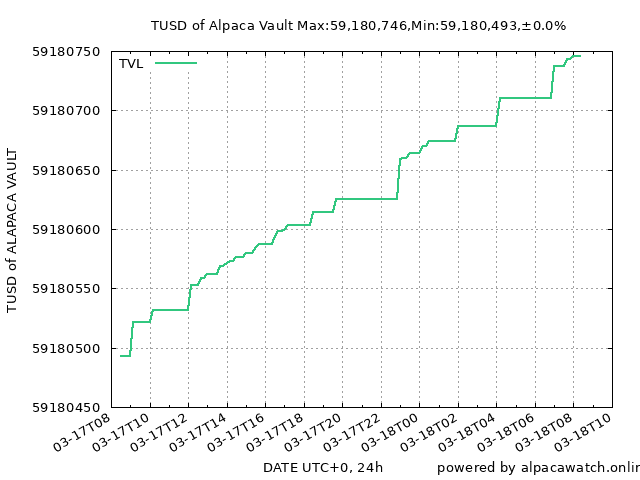 TUSD of Alpaca Vault Max:59,180,746,Min:59,180,493,±0.0%
TUSD of ALAPACA VAULT
59180750
59180700
59180650
59180600
59180550
59180500
59180450
TVL
03-17T08
03-17T10
03-17T12
03-17T14
03-17T16
03-17T18
03-17T20
03-17T22
03-18T00
03-18T02
03-18T04
03-18T06
03-18T08
03-18T10
DATE UTC+0, 24h
powered by alpacawatch.onlin